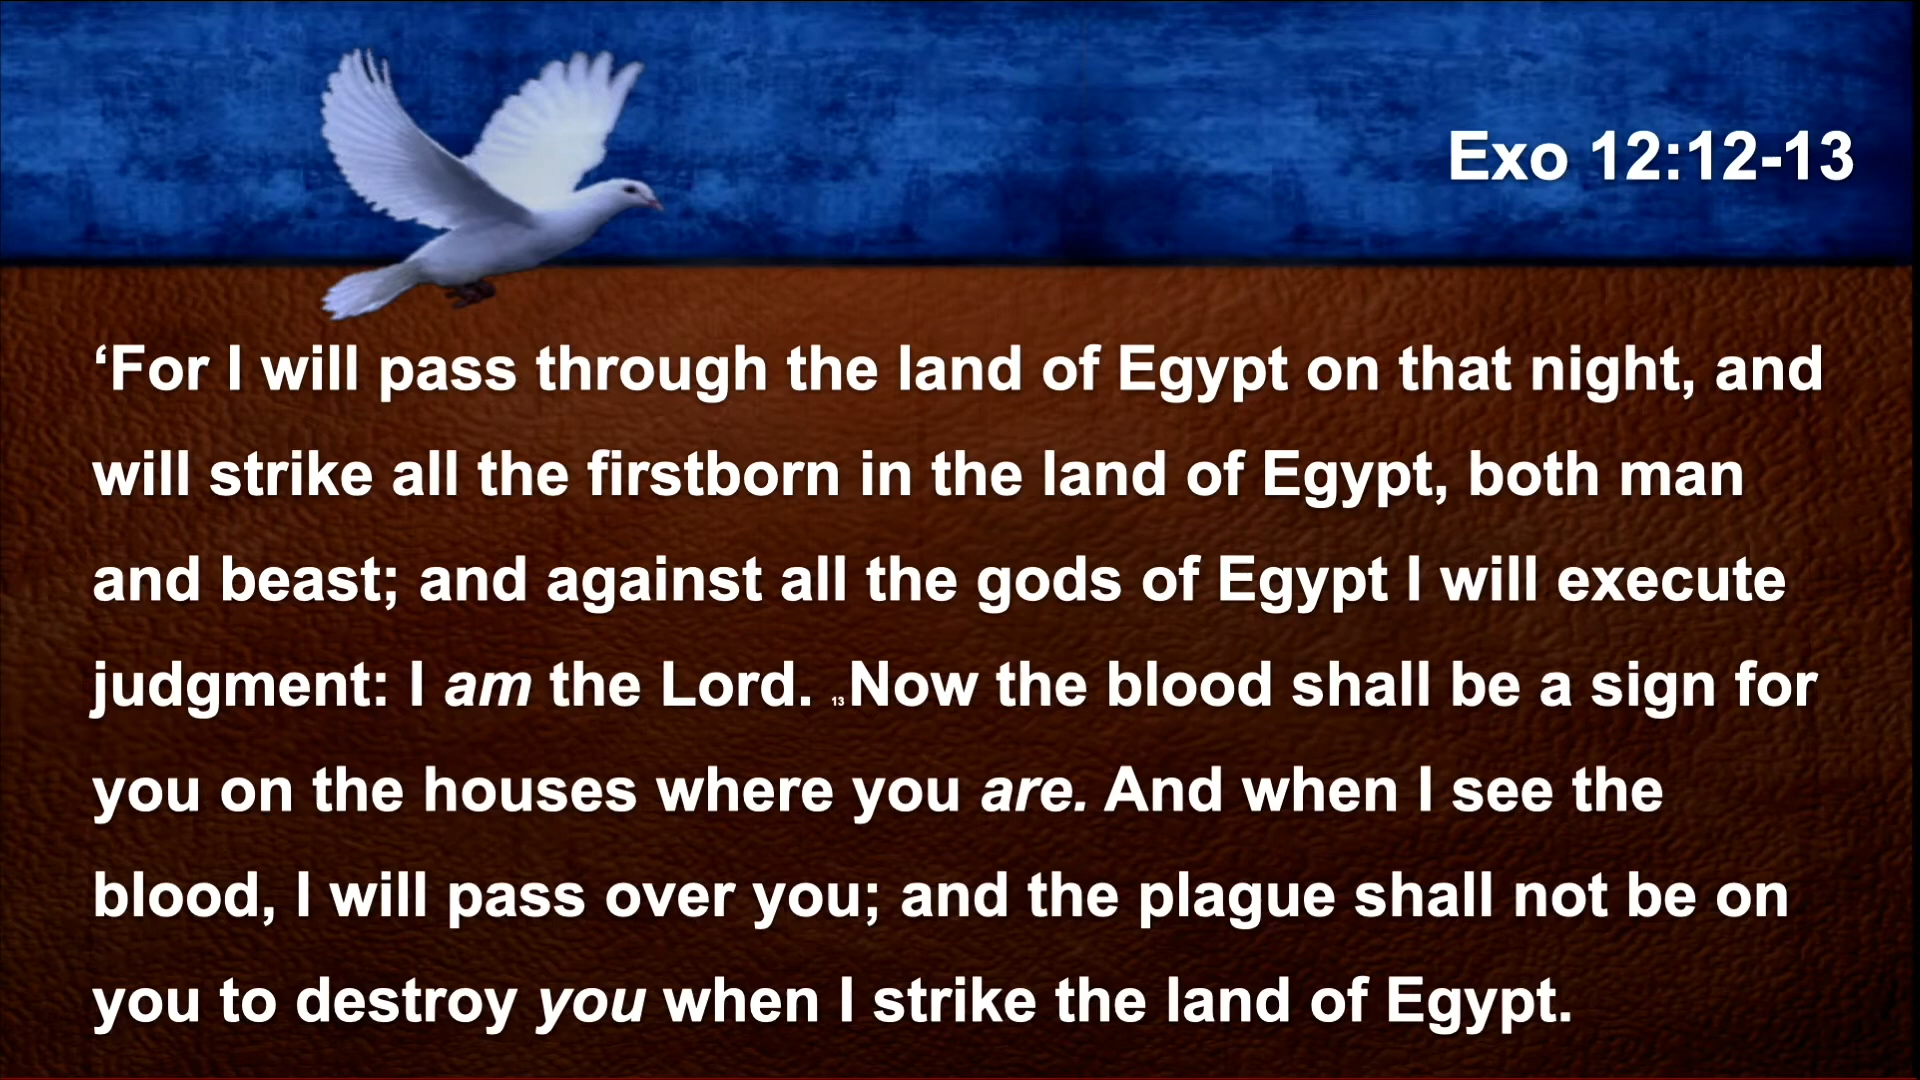 Exo 12:12-13
‘For I will pass through the land of Egypt on that night, and
will strike all the firstborn in the land of Egypt, both man
and beast; and against all the gods of Egypt I will execute
judgment: I am the Lord. 13 Now the blood shall be a sign for
you on the houses where you are. And when I see the
blood, I will pass over you; and the plague shall not be on
you to destroy you when I strike the land of Egypt.